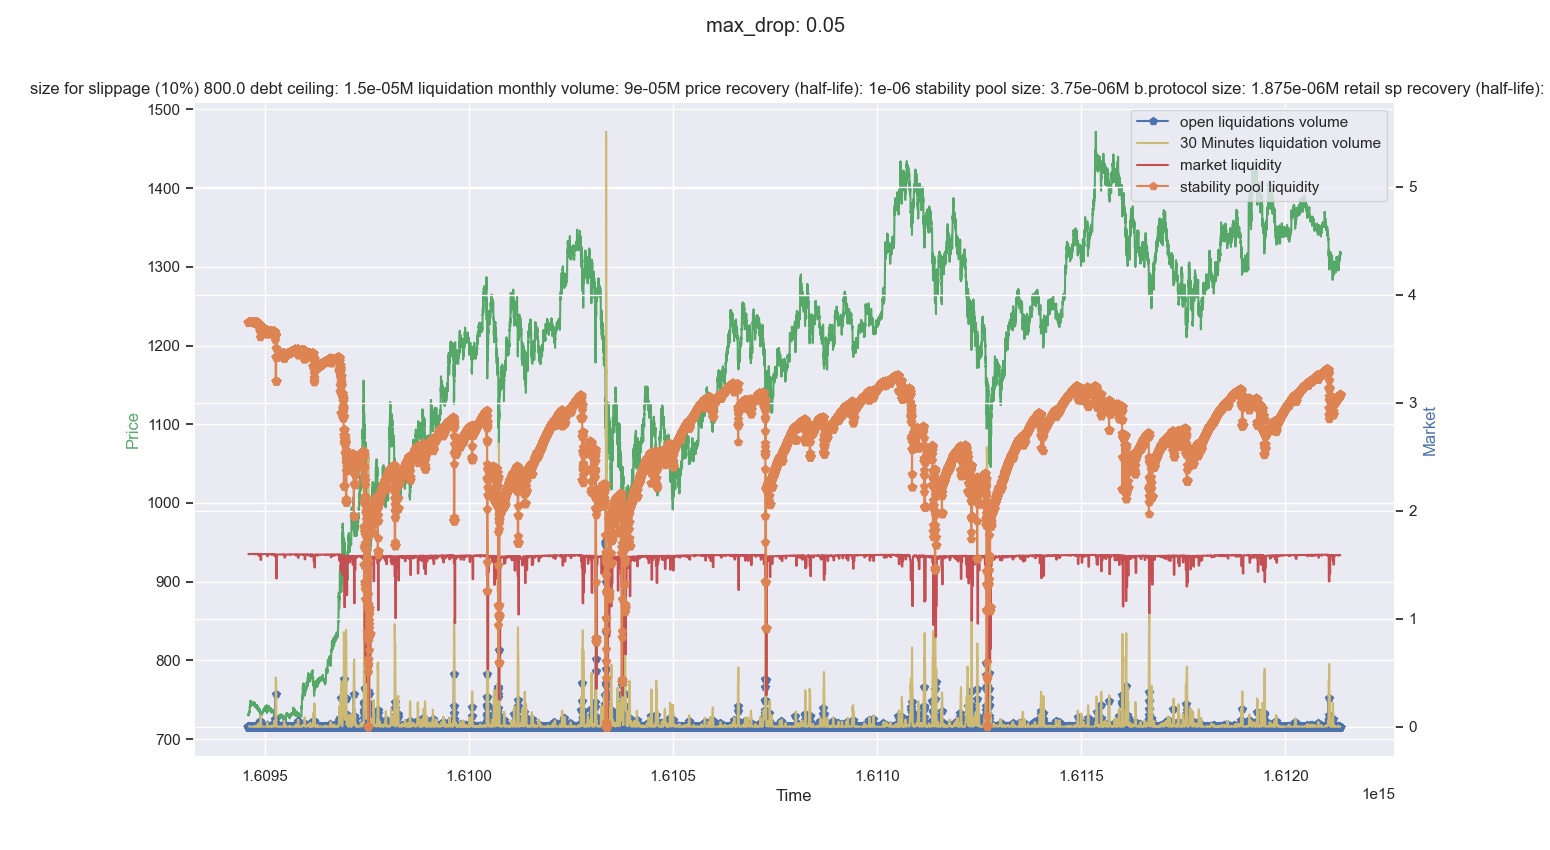 max_drop: 0.05
size for slippage (10%) 800.0 debt ceiling: 1.5e-05M liquidation monthly volume: 9e-05M price recovery (half-life): 1e-06 stability pool size: 3.75e-06M b.protocol size: 1.875e-06M retail sp recovery (half-life):
1500
1400
1300
1200
1100
1000
900
800
700
Price
open liquidations volume
30 Minutes liquidation volume
market liquidity
stability pool liquidity
5
4
3
2
1
0
Market
1.6095
1.6100
1.6105
1.6110
1.6115
1.6120
Time
1e15